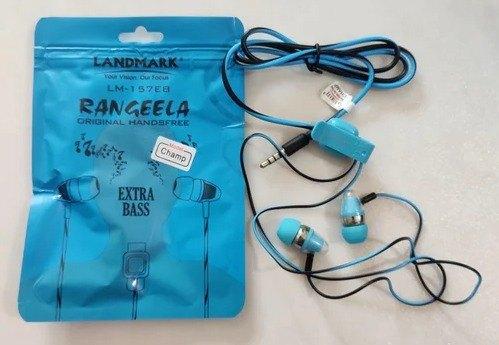 LANDMARK
Your Vision. Our Focus
LM-157EB
RANGEELA
ORIGINAL HANDSFREE
Champ
EXTRA
BASS